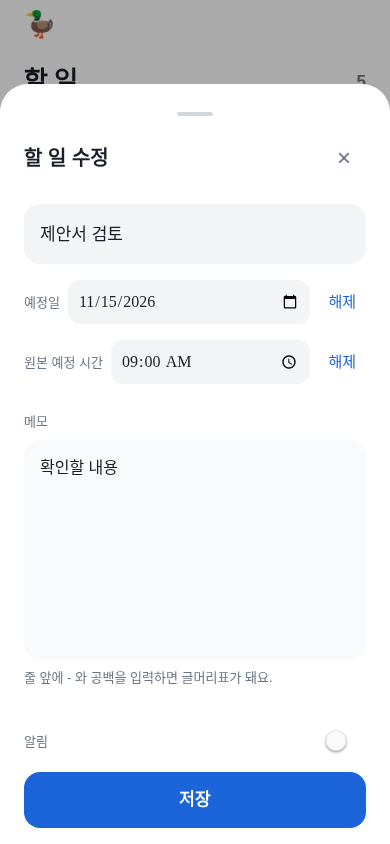 할 일
5
할 일 수정
제안서 검토
예정일 11/15/2026 해제
원본 예정 시간 09:00 AM 해제
메모
확인할 내용
줄 앞에 - 와 공백을 입력하면 글머리표가 돼요.
알림
저장